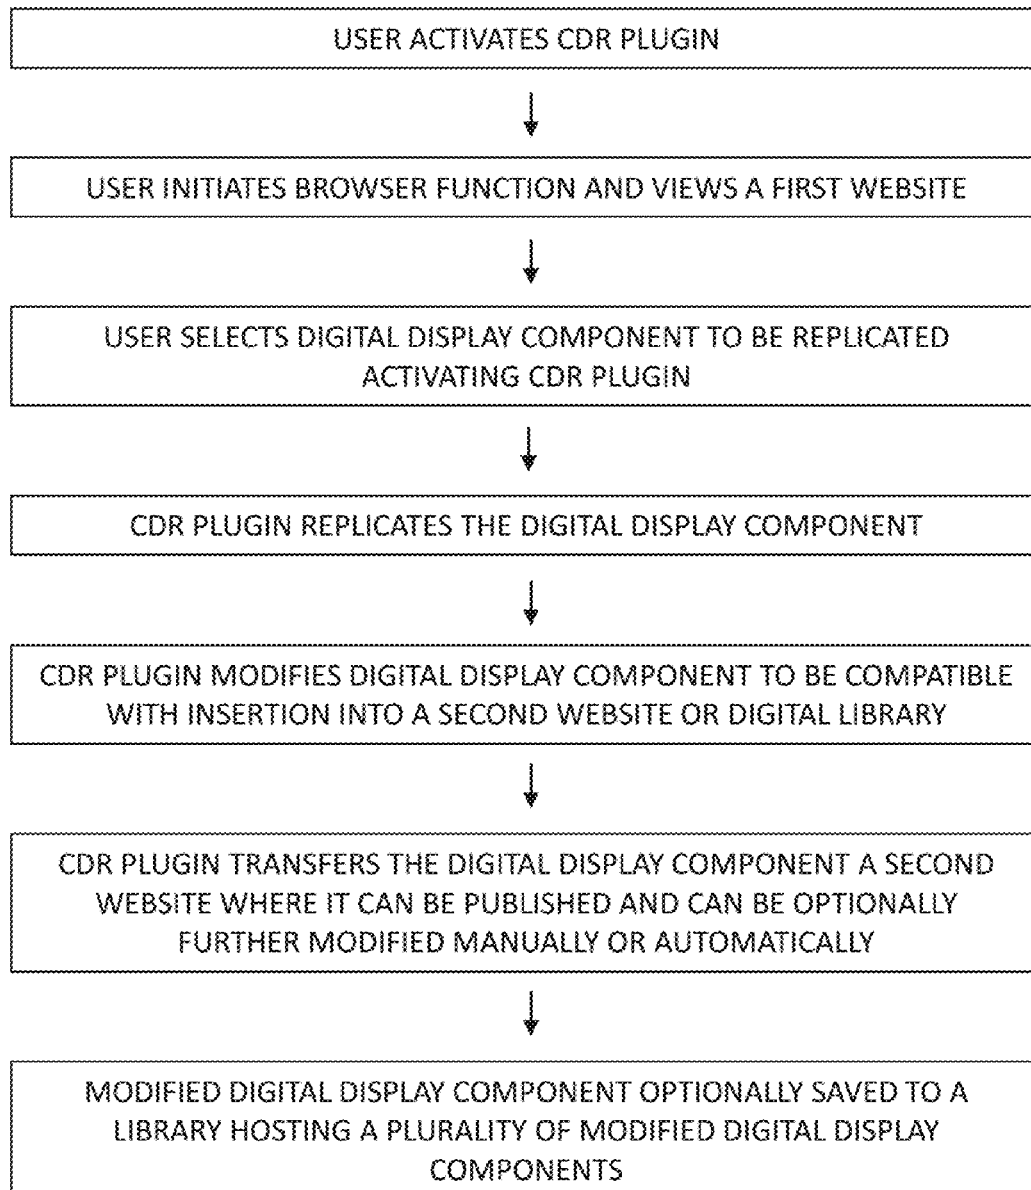 USER ACTIVATES CDR PLUGIN
USER INITIATES BROWSER FUNCTION AND VIEWS A FIRST WEBSITE
USER SELECTS DIGITAL DISPLAY COMPONENT TO BE REPLICATED
ACTIVATING CDR PLUGIN
CDR PLUGIN REPLICATES THE DIGITAL DISPLAY COMPONENT
CDR PLUGIN MODIFIES DIGITAL DISPLAY COMPONENT TO BE COMPATIBLE
WITH INSERTION INTO A SECOND WEBSITE OR DIGITAL LIBRARY
CDR PLUGIN TRANSFERS THE DIGITAL DISPLAY COMPONENT A SECOND
WEBSITE WHERE IT CAN BE PUBLISHED AND CAN BE OPTIONALLY
FURTHER MODIFIED MANUALLY OR AUTOMATICALLY
MODIFIED DIGITAL DISPLAY COMPONENT OPTIONALLY SAVED TO A
LIBRARY HOSTING A PLURALITY OF MODIFIED DIGITAL DISPLAY
COMPONENTS